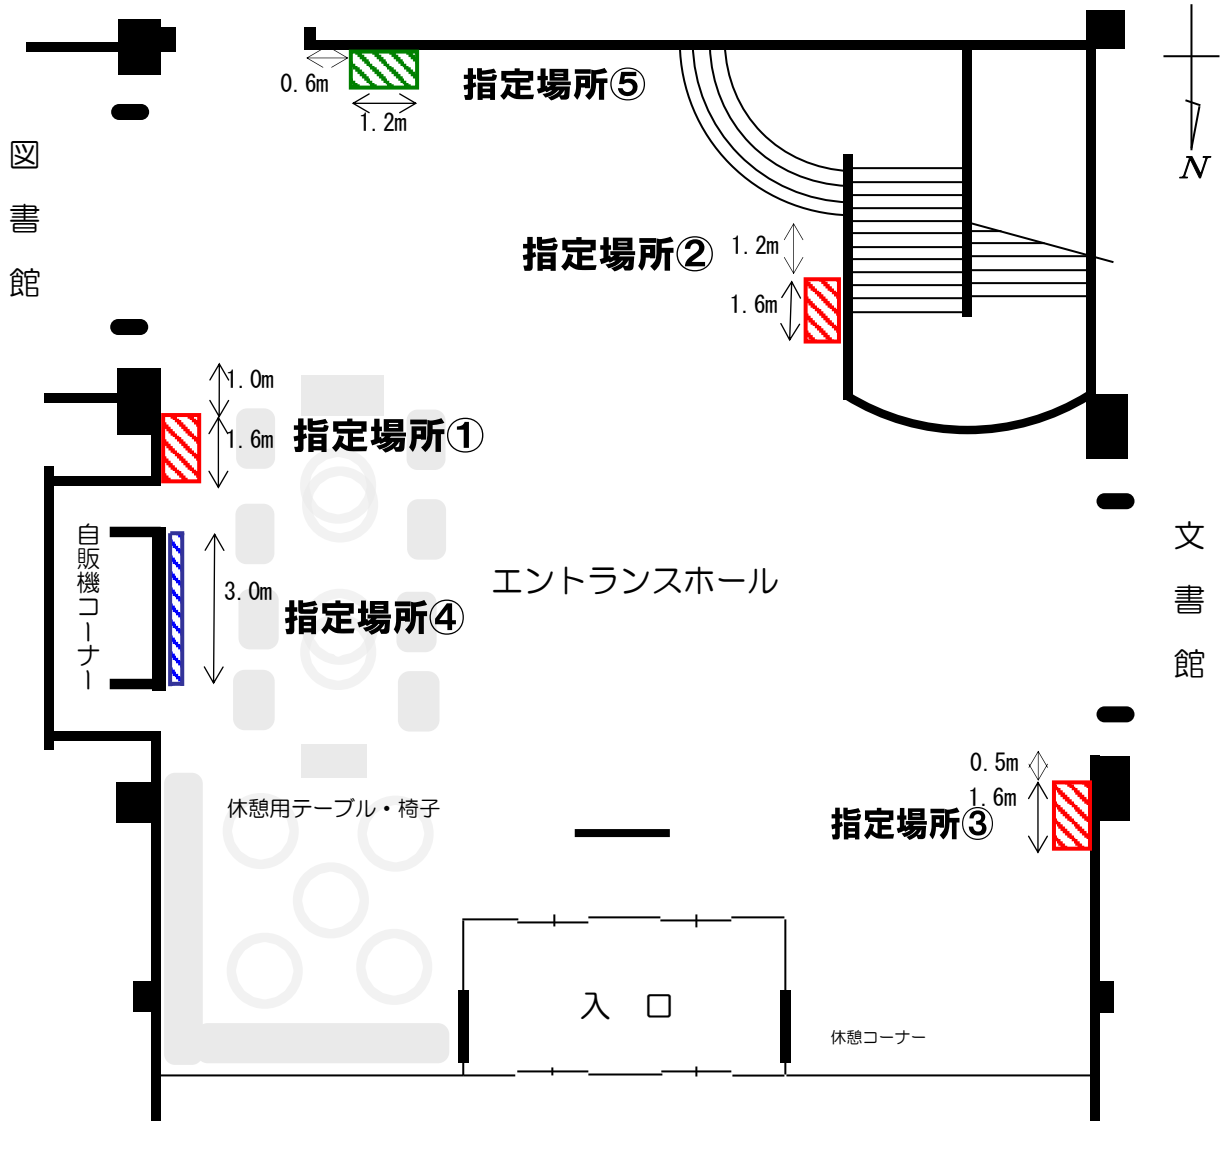 0.6m
指定場所⑤
1.2m
N
図書館
指定場所②
1.2m
1.6m
1.0m
1.6m
指定場所①
自販機コーナー
3.0m
指定場所④
エントランスホール
文書館
0.5m
1.6m
指定場所③
休憩用テーブル・椅子
入 口
休憩コーナー